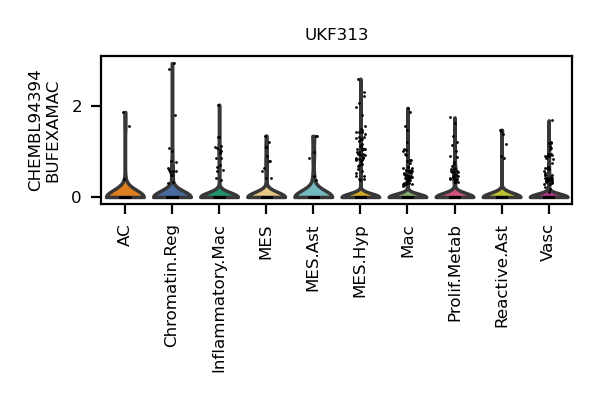 UKF313
CHEMBL94394
BUFEXAMAC
2
0
AC
Chromatin.Reg
Inflammatory.Mac
MES
MES.Ast
MES.Hyp
Mac
Prolif.Metab
Reactive.Ast
Vasc